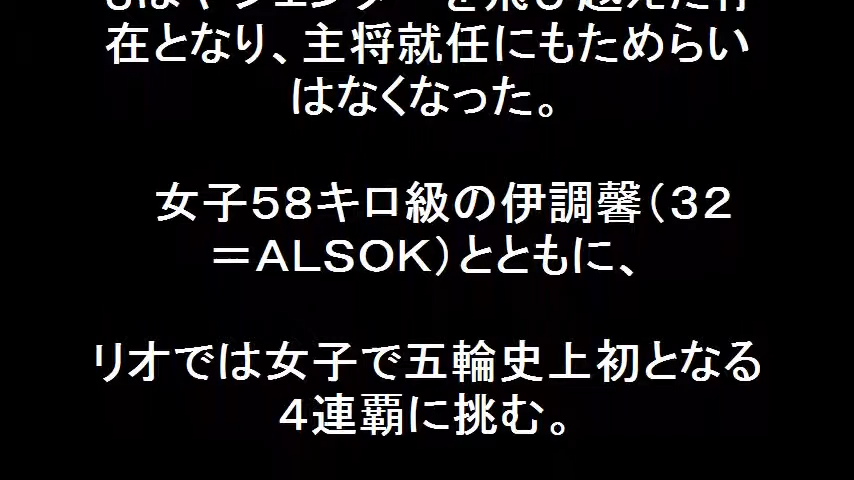 在となり、主将就任にもためらい
はなくなった。
女子５８キロ級の伊調馨（３２
＝ＡＬＳＯＫ）とともに、
リオでは女子で五輪史上初となる
４連覇に挑む。